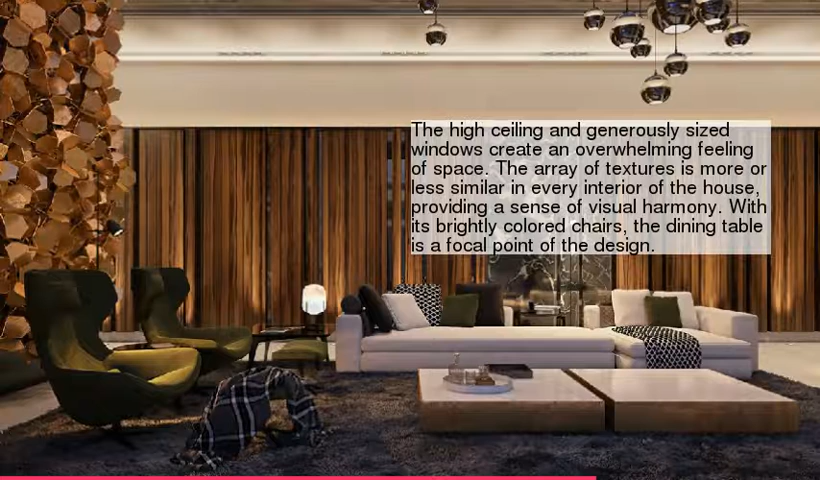 The high ceiling and generously sized
windows create an overwhelming feeling
of space. The array of textures is more or
less similar in every interior of the house,
providing a sense of visual harmony. With
its brightly colored chairs, the dining table
is a focal point of the design.